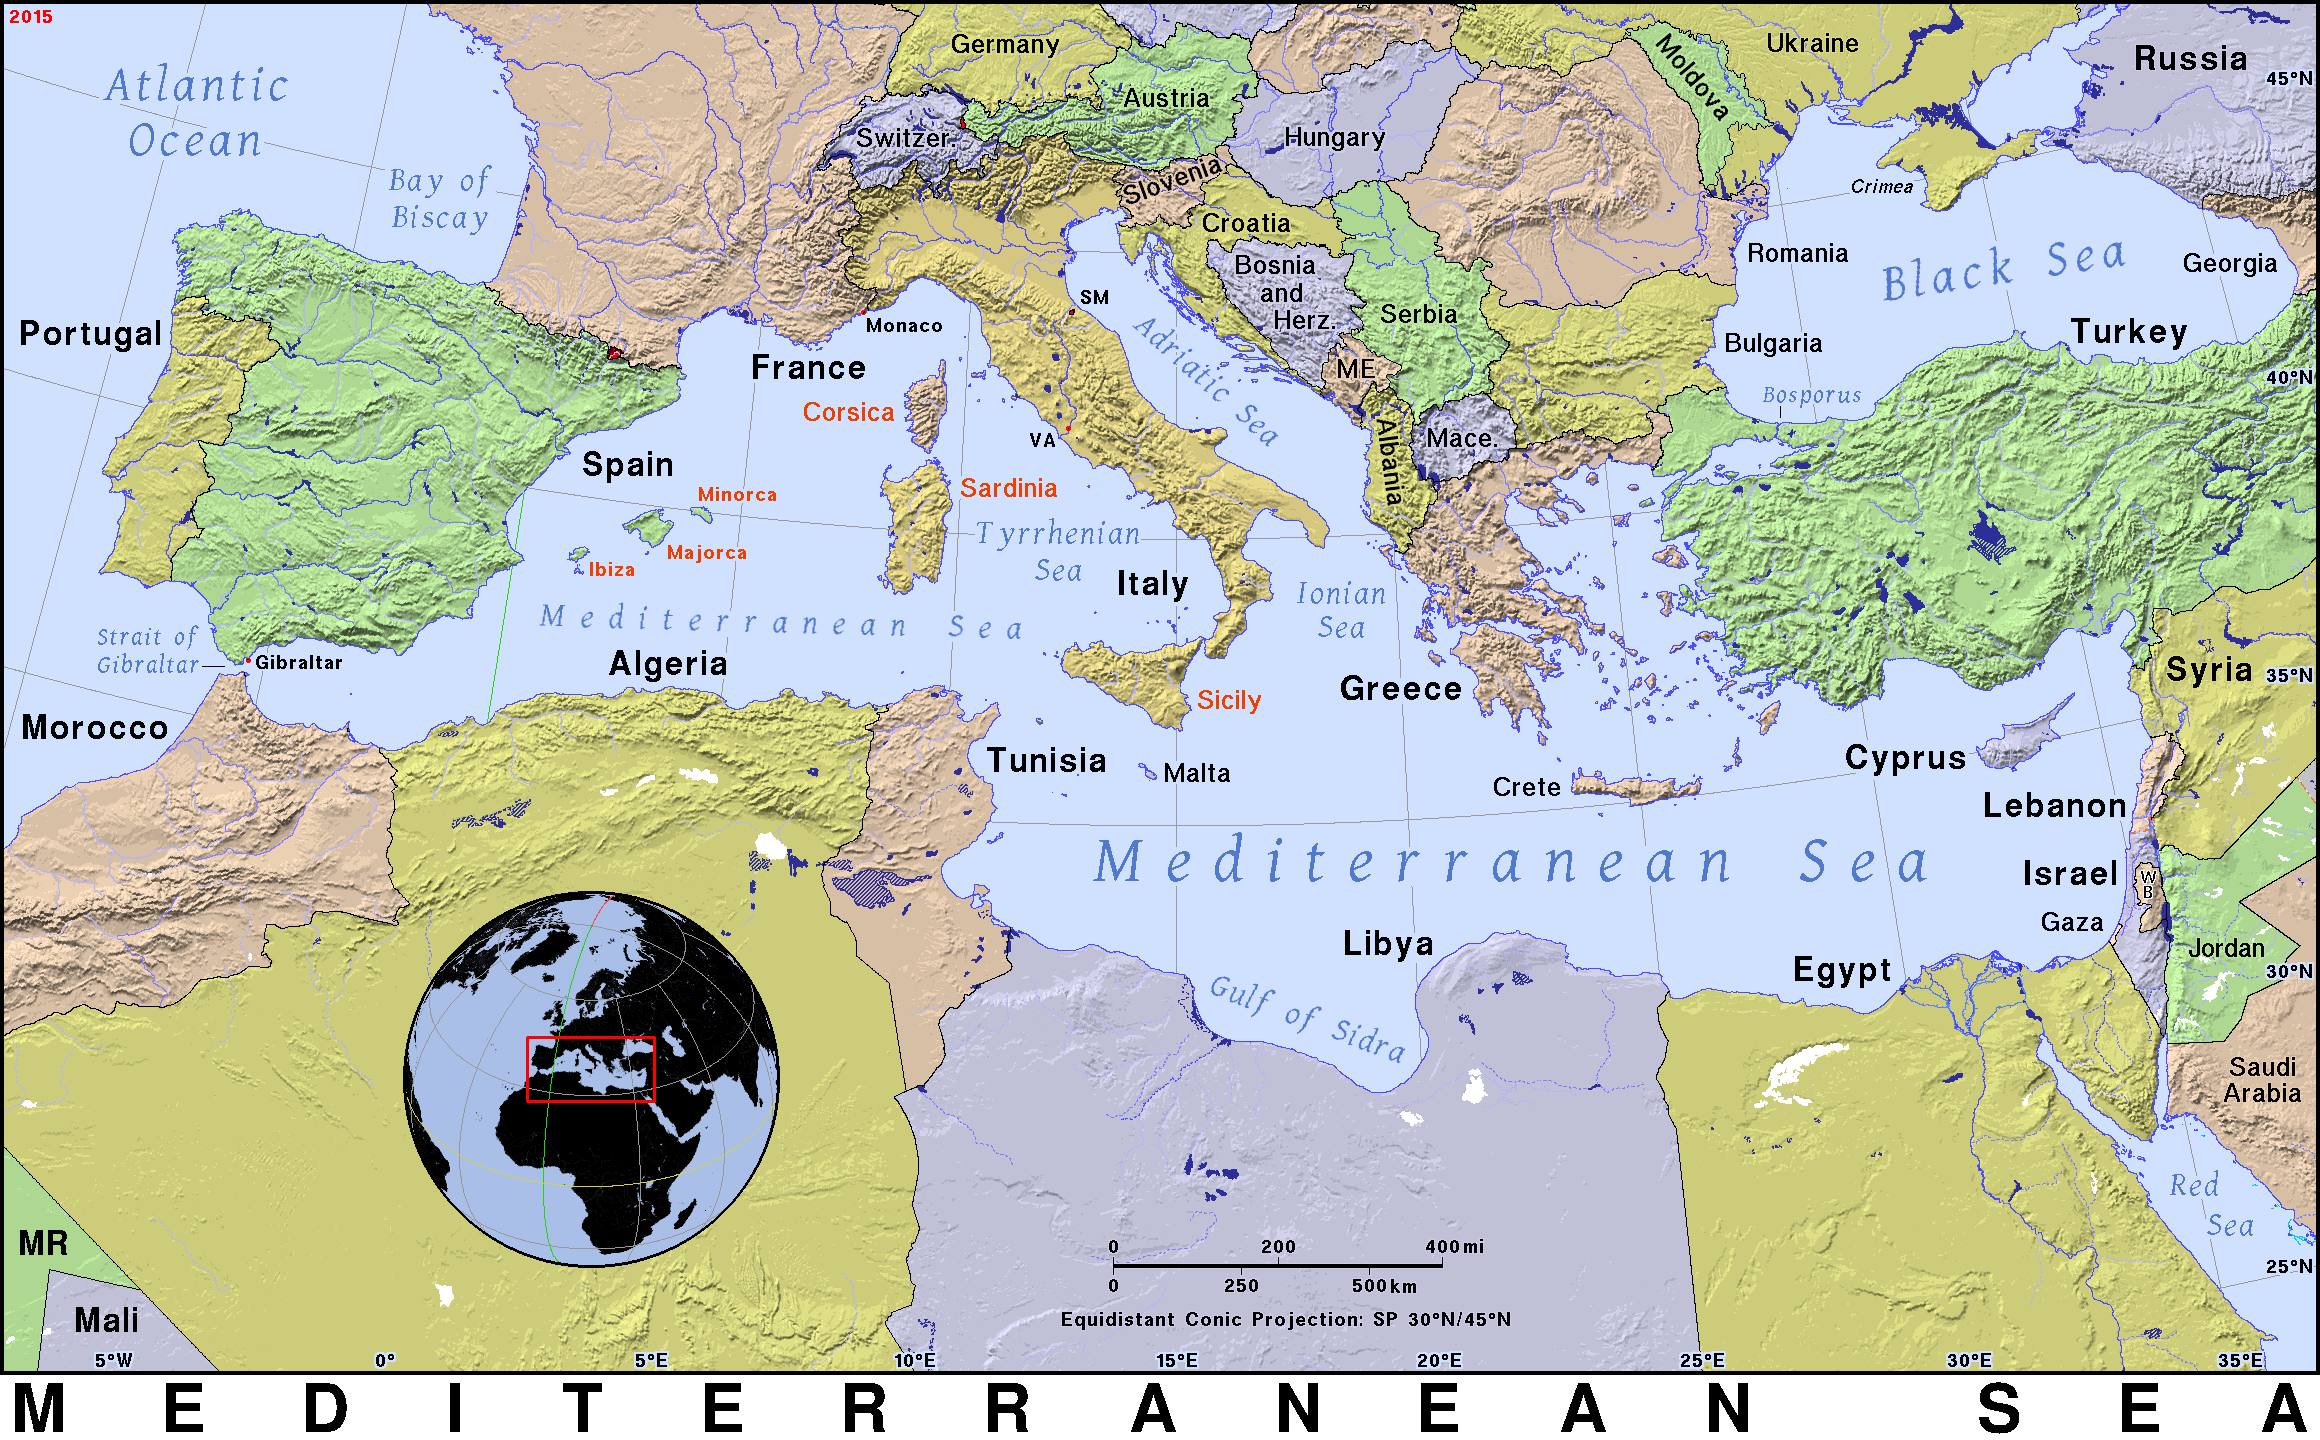 2015
Atlantic
Ocean
Bay of
Biscay
Germany
Austria
Switzer.
Hungary
Slovenia
Croatia
Bosnia
and
Herz.
Serbia
ME
Mace.
Albania
Moldova
Ukraine
Russia
45°N
Crimea
Romania
Black Sea
Georgia
Bulgaria
Turkey
40°N
Bosporus
Portugal
Spain
France
Monaco
SM
Adriatic Sea
Corsica
VA
Sardinia
Minorca
Majorca
Ibiza
Tyrrhenian
Sea
Italy
Ionian
Sea
Mediterranean Sea
Strait of
Gibraltar
Gibraltar
Algeria
Morocco
Sicily
Greece
Tunisia
Malta
Crete
Cyprus
Syria
35°N
Lebanon
Mediterranean Sea
Israel
W
B
Gaza
Jordan
Libya
Egypt
30°N
Gulf of Sidra
Saudi
Arabia
Red
Sea
MR
Mali
0 200 400 mi
0 250 500 km
Equidistant Conic Projection: SP 30°N/45°N
25°N
5°W 0° 5°E 10°E 15°E 20°E 25°E 30°E 35°E
MEDITERRANEAN SEA